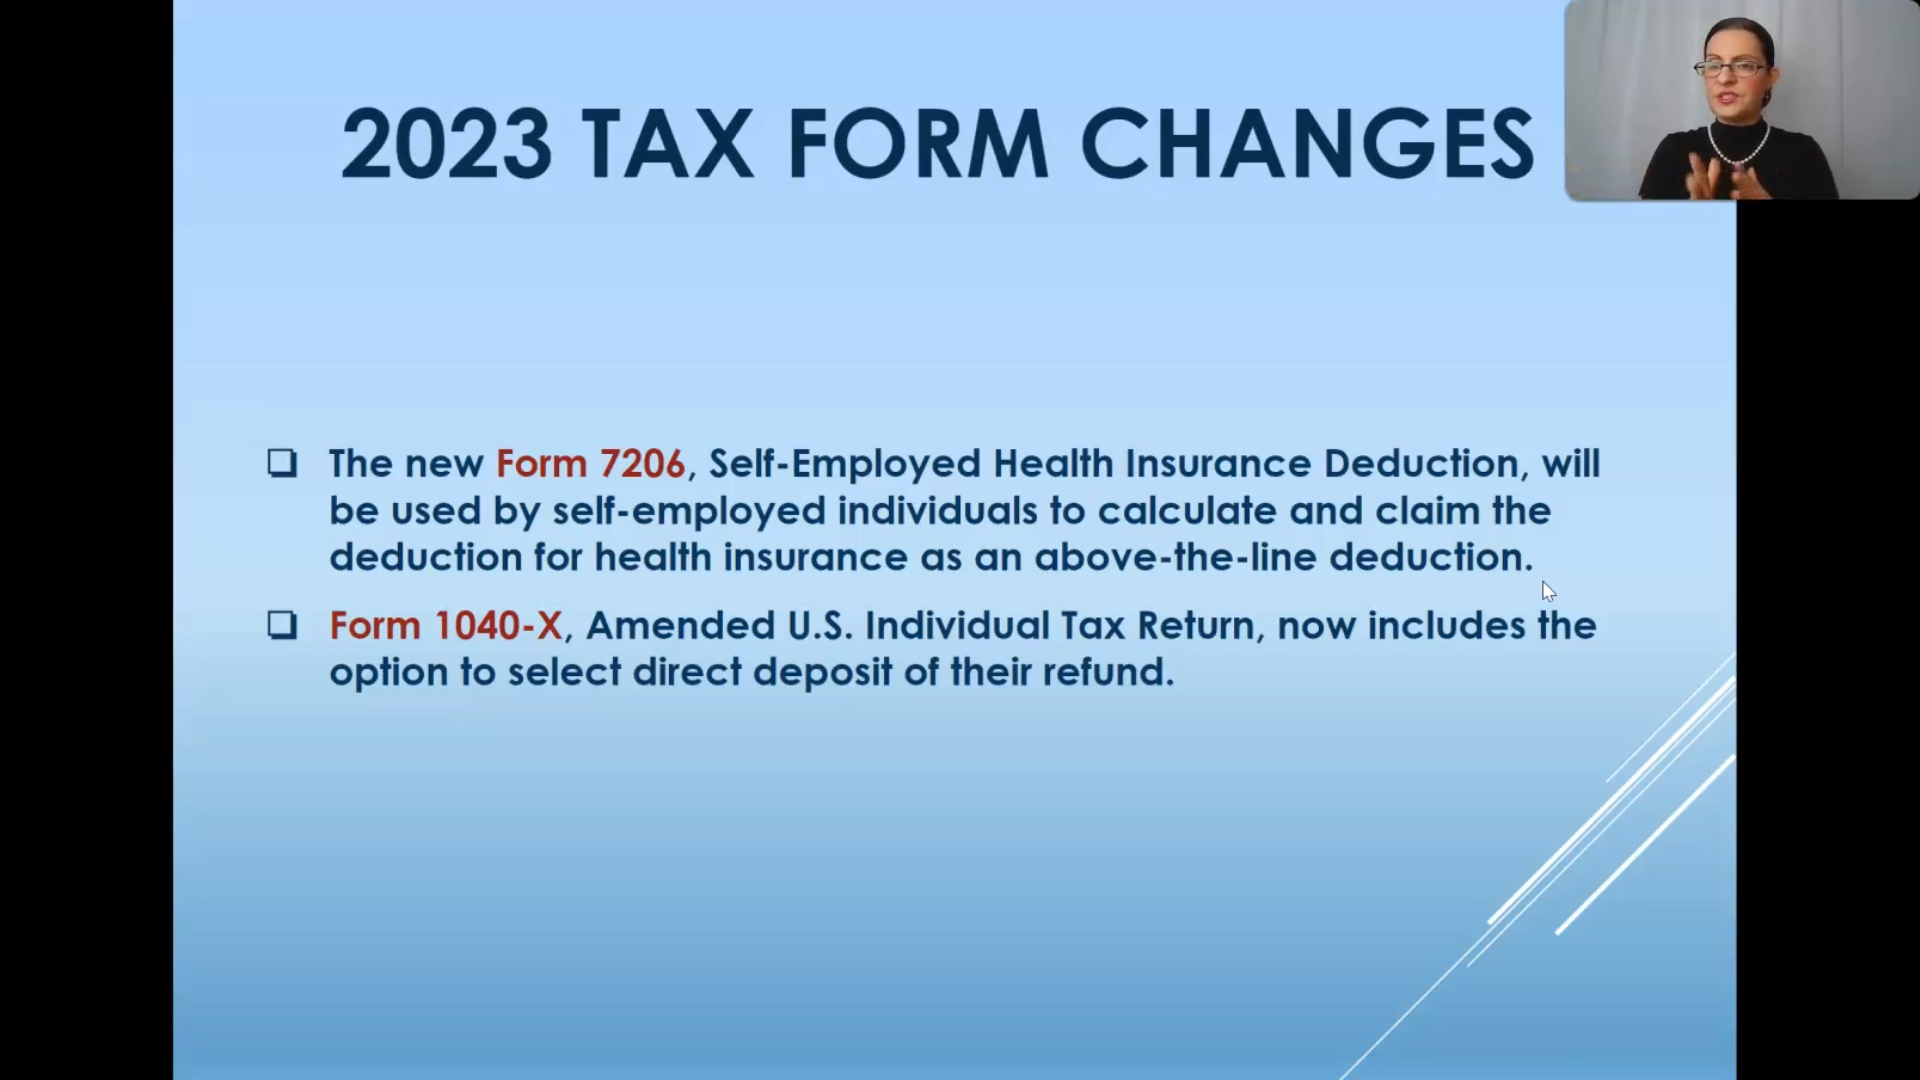 2023 TAX FORM CHANGES
❑ The new Form 7206, Self-Employed Health Insurance Deduction, will
be used by self-employed individuals to calculate and claim the
deduction for health insurance as an above-the-line deduction.
❑ Form 1040-X, Amended U.S. Individual Tax Return, now includes the
option to select direct deposit of their refund.